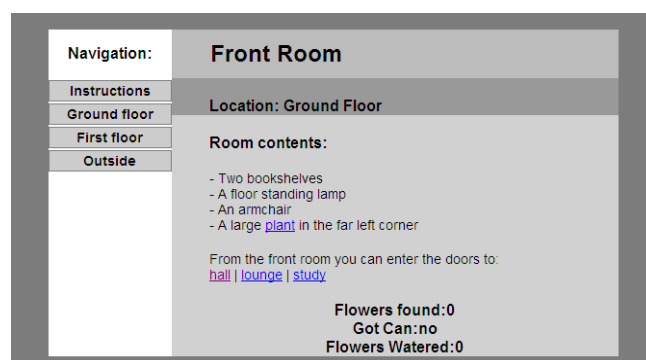 Navigation:
Instructions
Ground floor
First floor
Outside
Front Room
Location: Ground Floor
Room contents:
- Two bookshelves
- A floor standing lamp
- An armchair
- A large plant in the far left corner
From the front room you can enter the doors to:
hall | lounge | study
Flowers found:0
Got Can:no
Flowers Watered:0